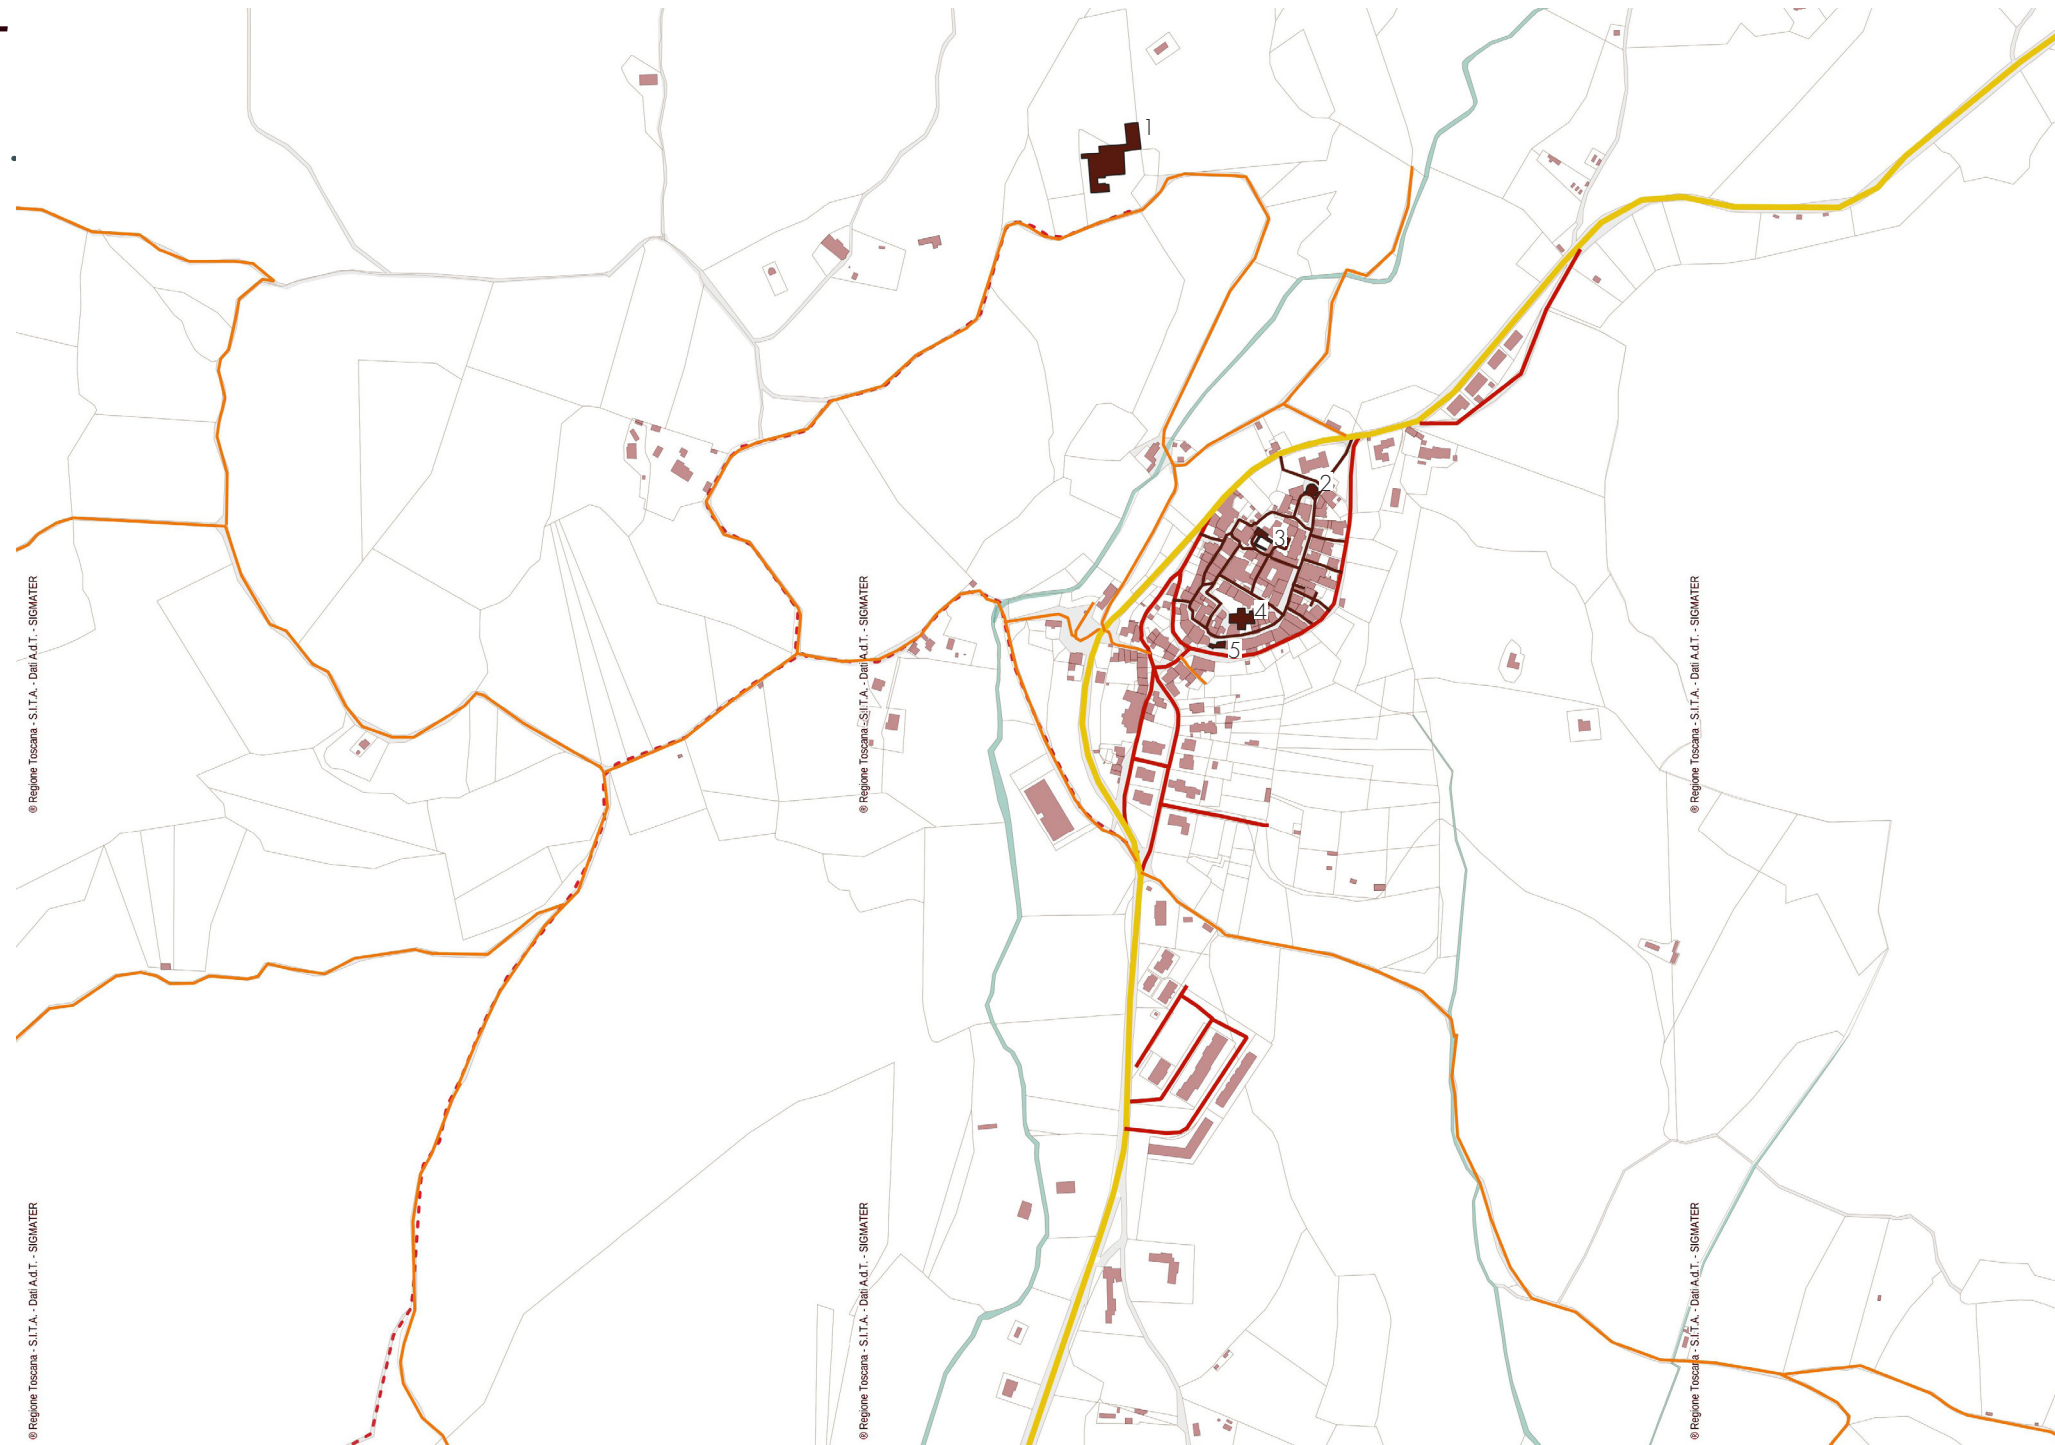 1
2
3
4
5
® Regione Toscana - S.I.T.A. - Dati A.d.T. - SIGMATER
® Regione Toscana - S.I.T.A. - Dati A.d.T. - SIGMATER
® Regione Toscana - S.I.T.A. - Dati A.d.T. - SIGMATER
® Regione Toscana - S.I.T.A. - Dati A.d.T. - SIGMATER
® Regione Toscana - S.I.T.A. - Dati A.d.T. - SIGMATER
® Regione Toscana - S.I.T.A. - Dati A.d.T. - SIGMATER